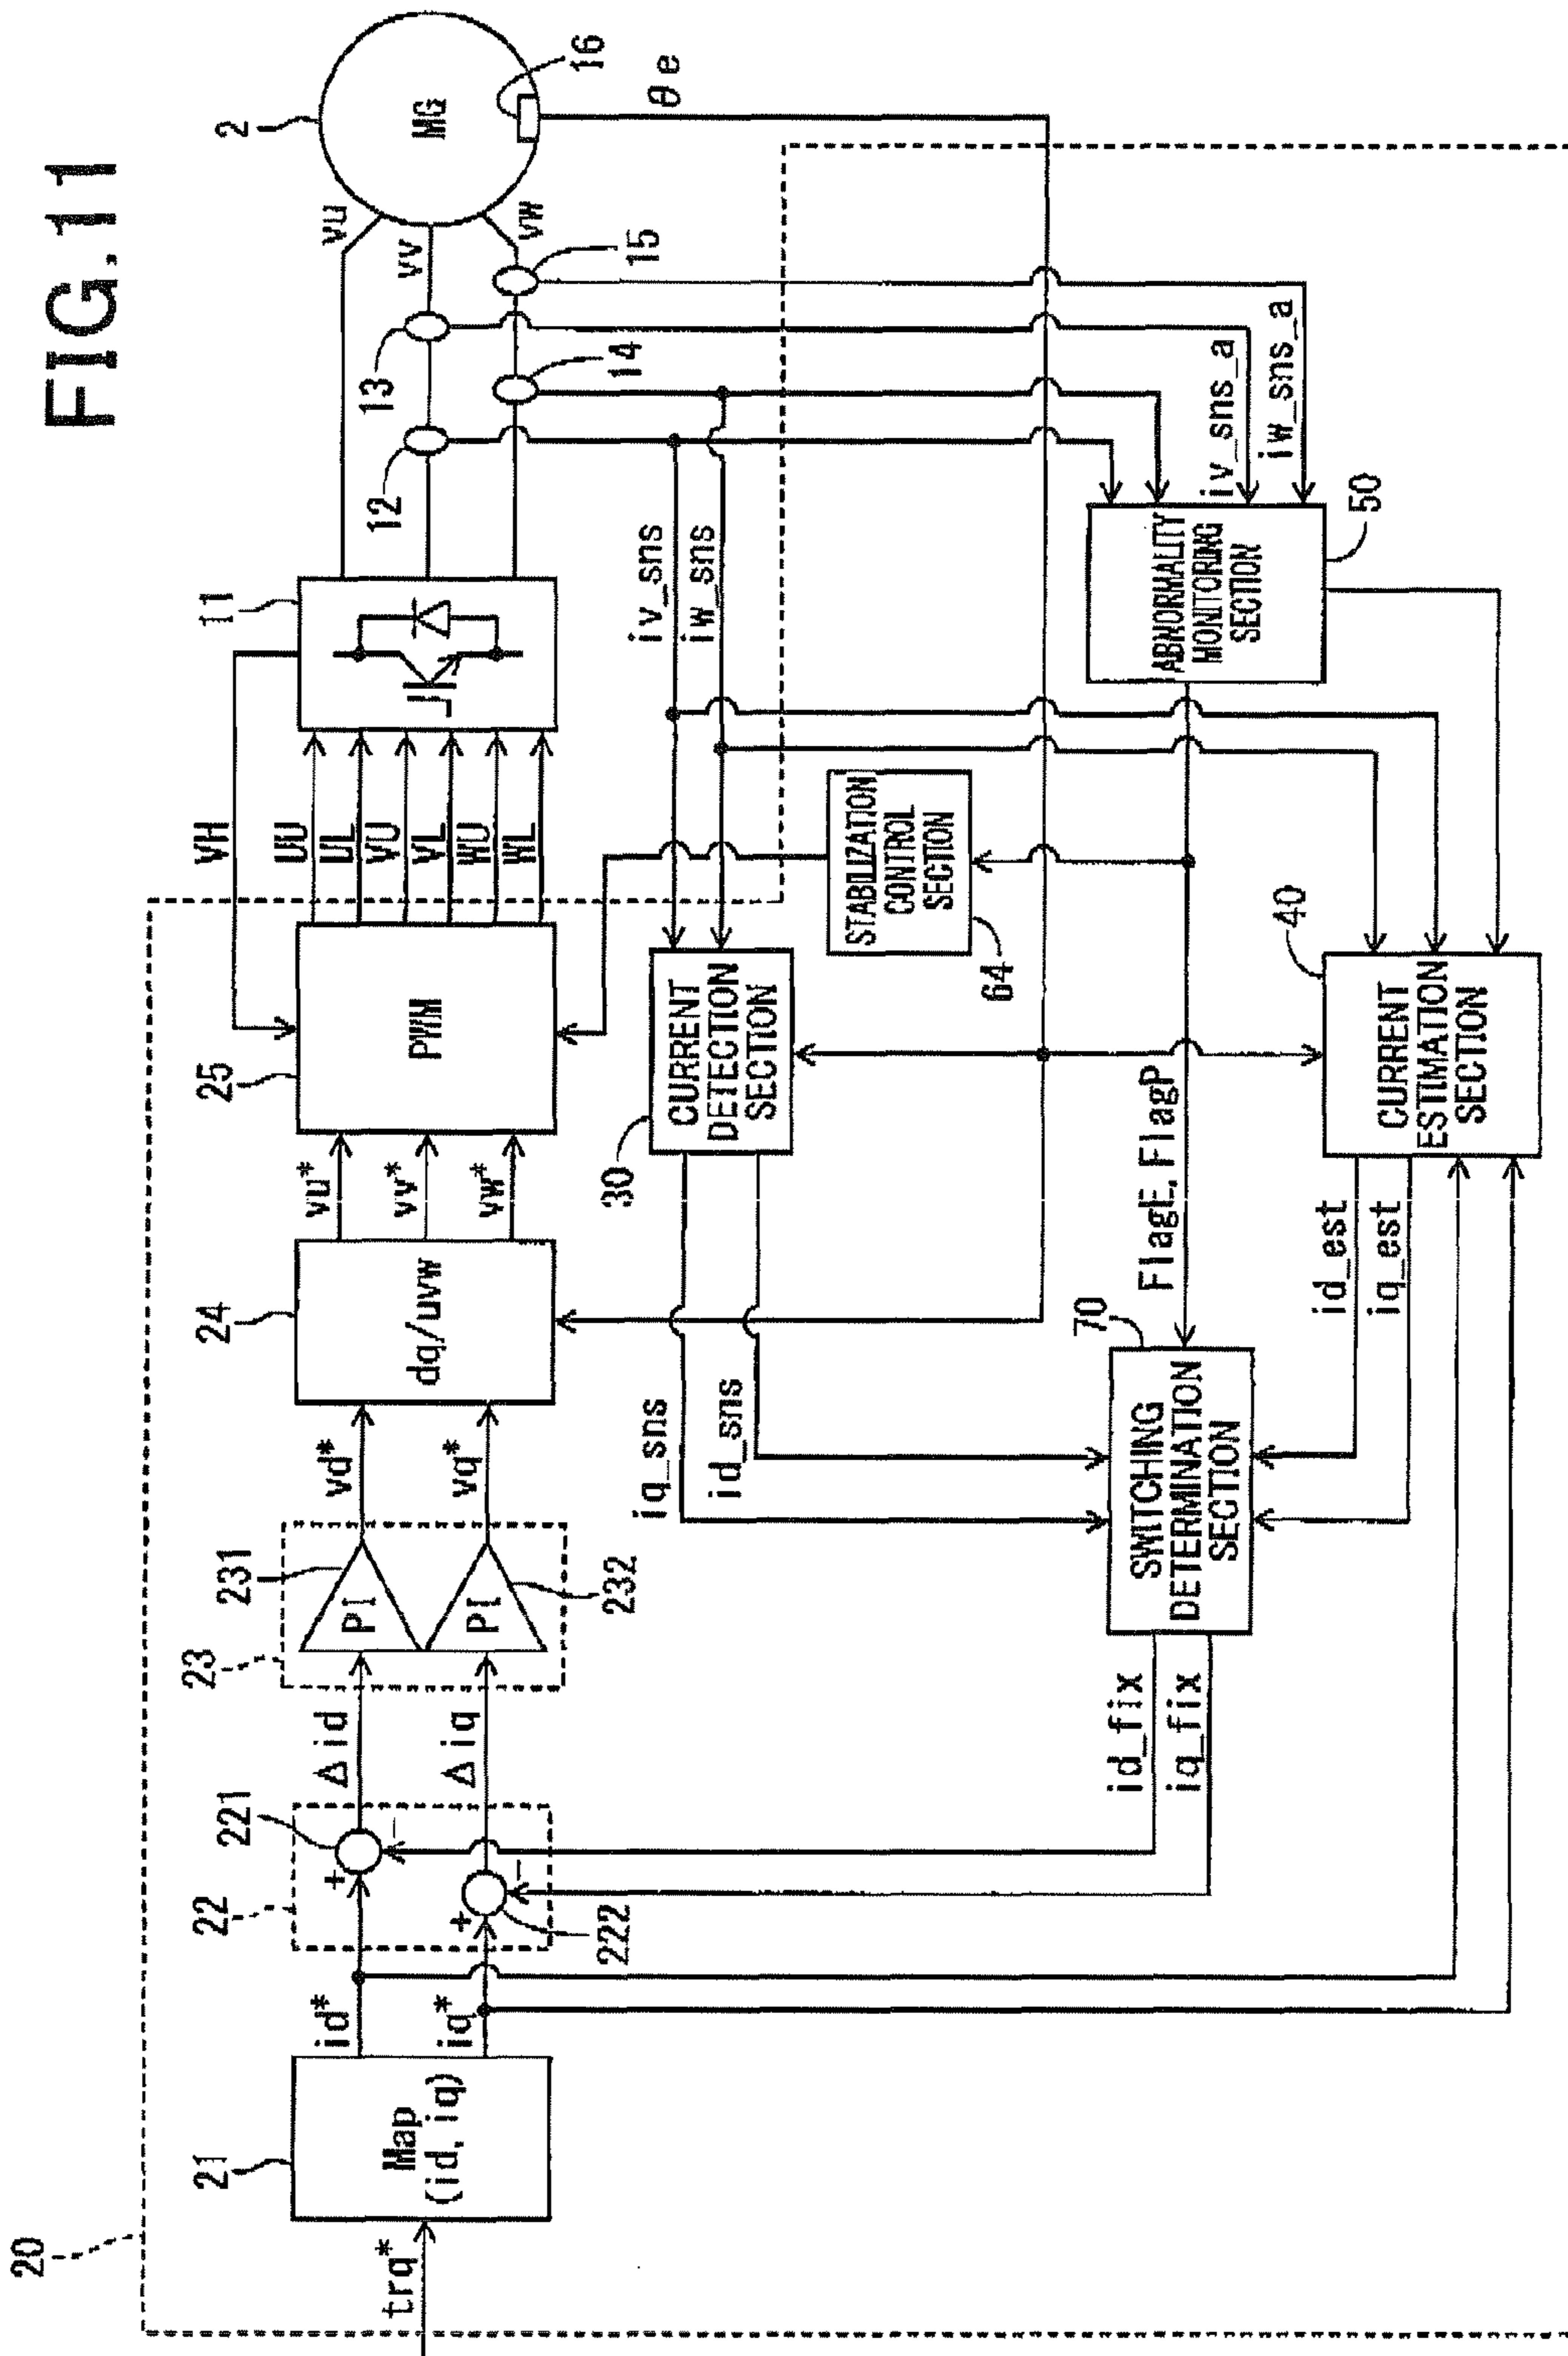 FIG.11
20
trq*
21
Map
(id, iq)
id*
iq*
22
221
222
+
-
+
-
Δid
Δiq
23
231
232
PI
PI
vd*
vq*
24
dq/uvw
vu*
vv*
vw*
25
PWM
VH
UU
UL
VU
VL
WU
WL
11
12
13
14
15
vu
vv
vw
2
MG
16
θe
iv_sns
iw_sns
30
CURRENT
DETECTION
SECTION
iq_sns
id_sns
STABILIZATION
CONTROL
SECTION
64
iv_sns_a
iw_sns_a
ABNORMALITY
MONITORING
SECTION
50
FlagE, FlagP
70
SWITCHING
DETERMINATION
SECTION
id_fix
iq_fix
40
CURRENT
ESTIMATION
SECTION
id_est
iq_est